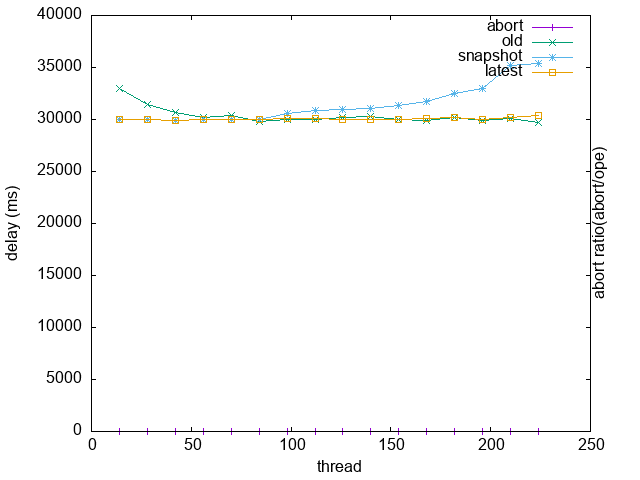 40000
35000
30000
25000
20000
15000
10000
5000
0
delay (ms)
abort
old
snapshot
latest
abort ratio(abort/ope)
0 50 100 150 200 250
thread